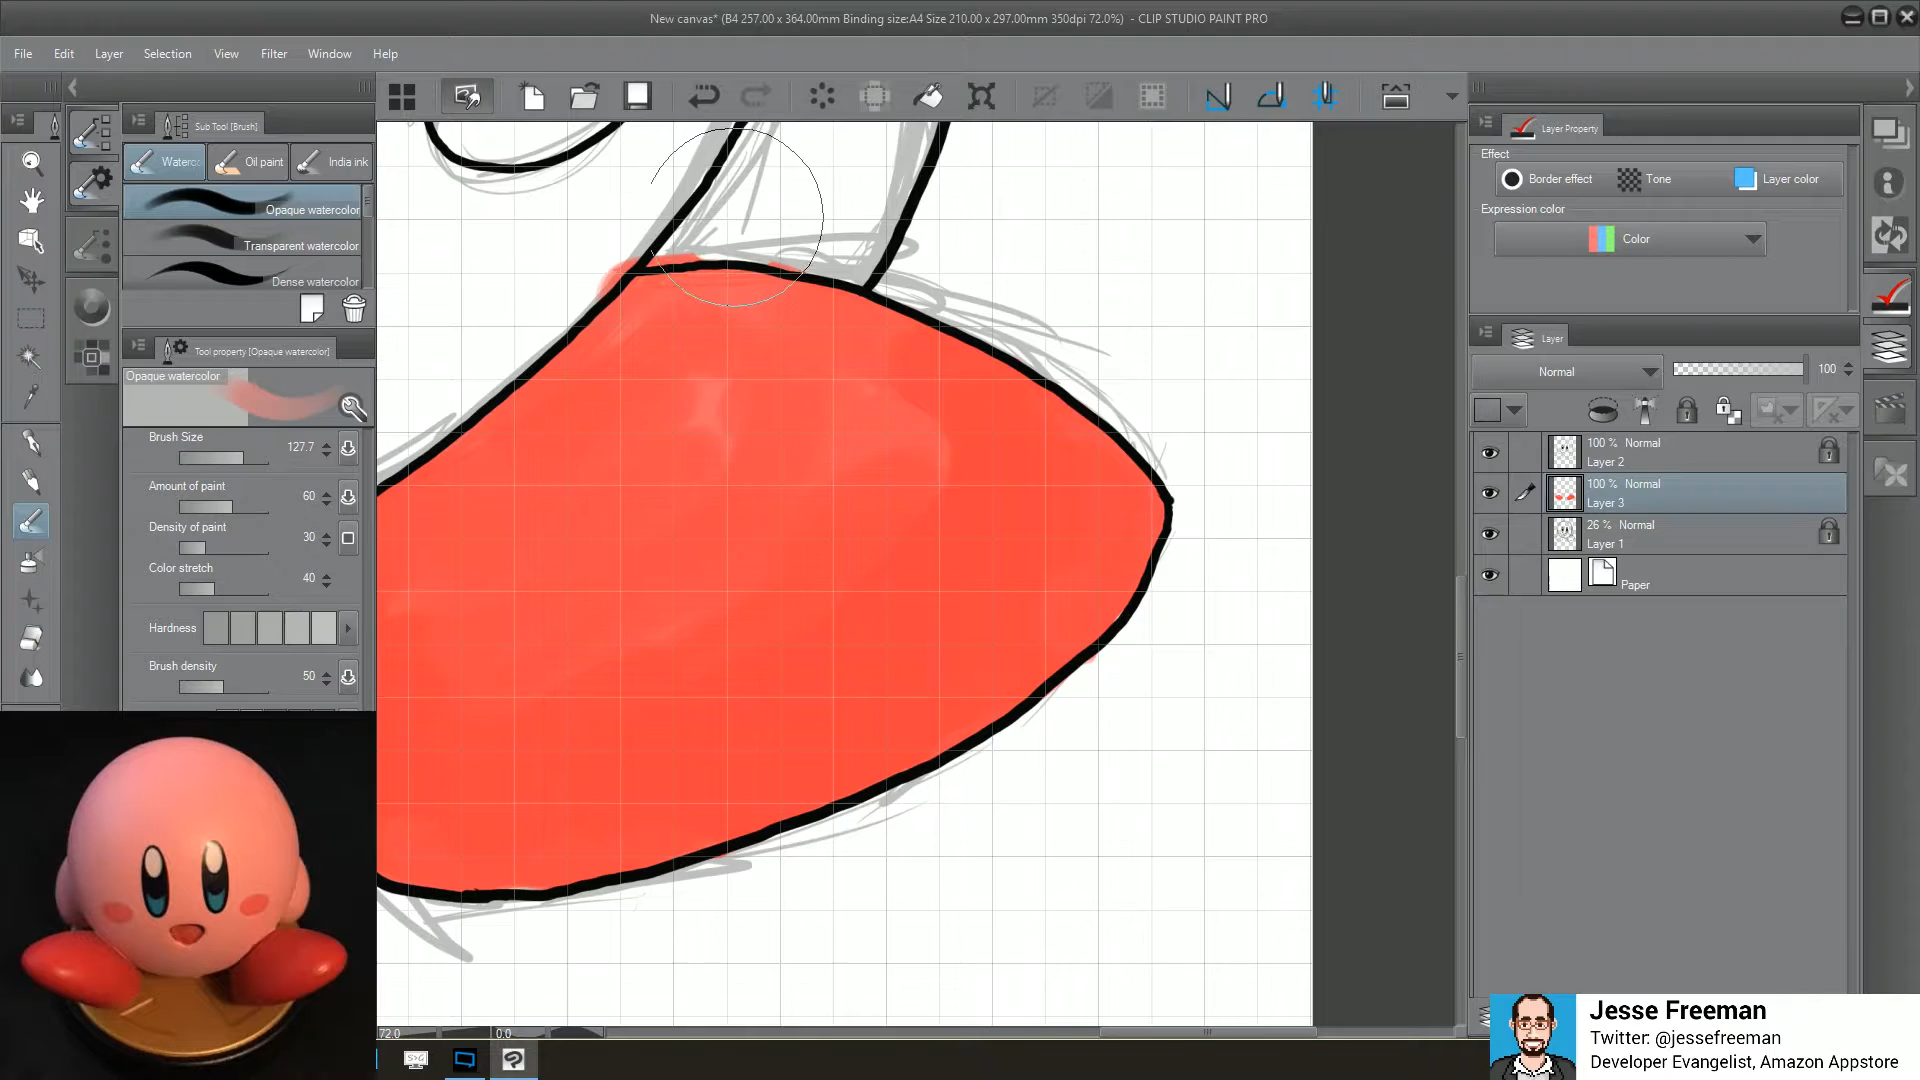 New canvas* (B4 257.00 x 364.00mm Binding size:A4 Size 210.00 x 297.00mm 350dpi 72.0%) - CLIP STUDIO PAINT PRO
File Edit Layer Selection View Filter Window Help
Sub Tool [Brush]
Waterc Oil paint India ink
Opaque watercolor
Transparent watercolor
Dense watercolor
Tool property [Opaque watercolor]
Opaque watercolor
Brush Size 127.7
Amount of paint 60
Density of paint 30
Color stretch 40
Hardness
Brush density 50
72.0 0.0
Layer Property
Effect
Border effect Tone Layer color
Expression color
Color
Layer
Normal 100
100 % Normal
Layer 2
100 % Normal
Layer 3
26 % Normal
Layer 1
Paper
Jesse Freeman
Twitter: @jessefreeman
Developer Evangelist, Amazon Appstore